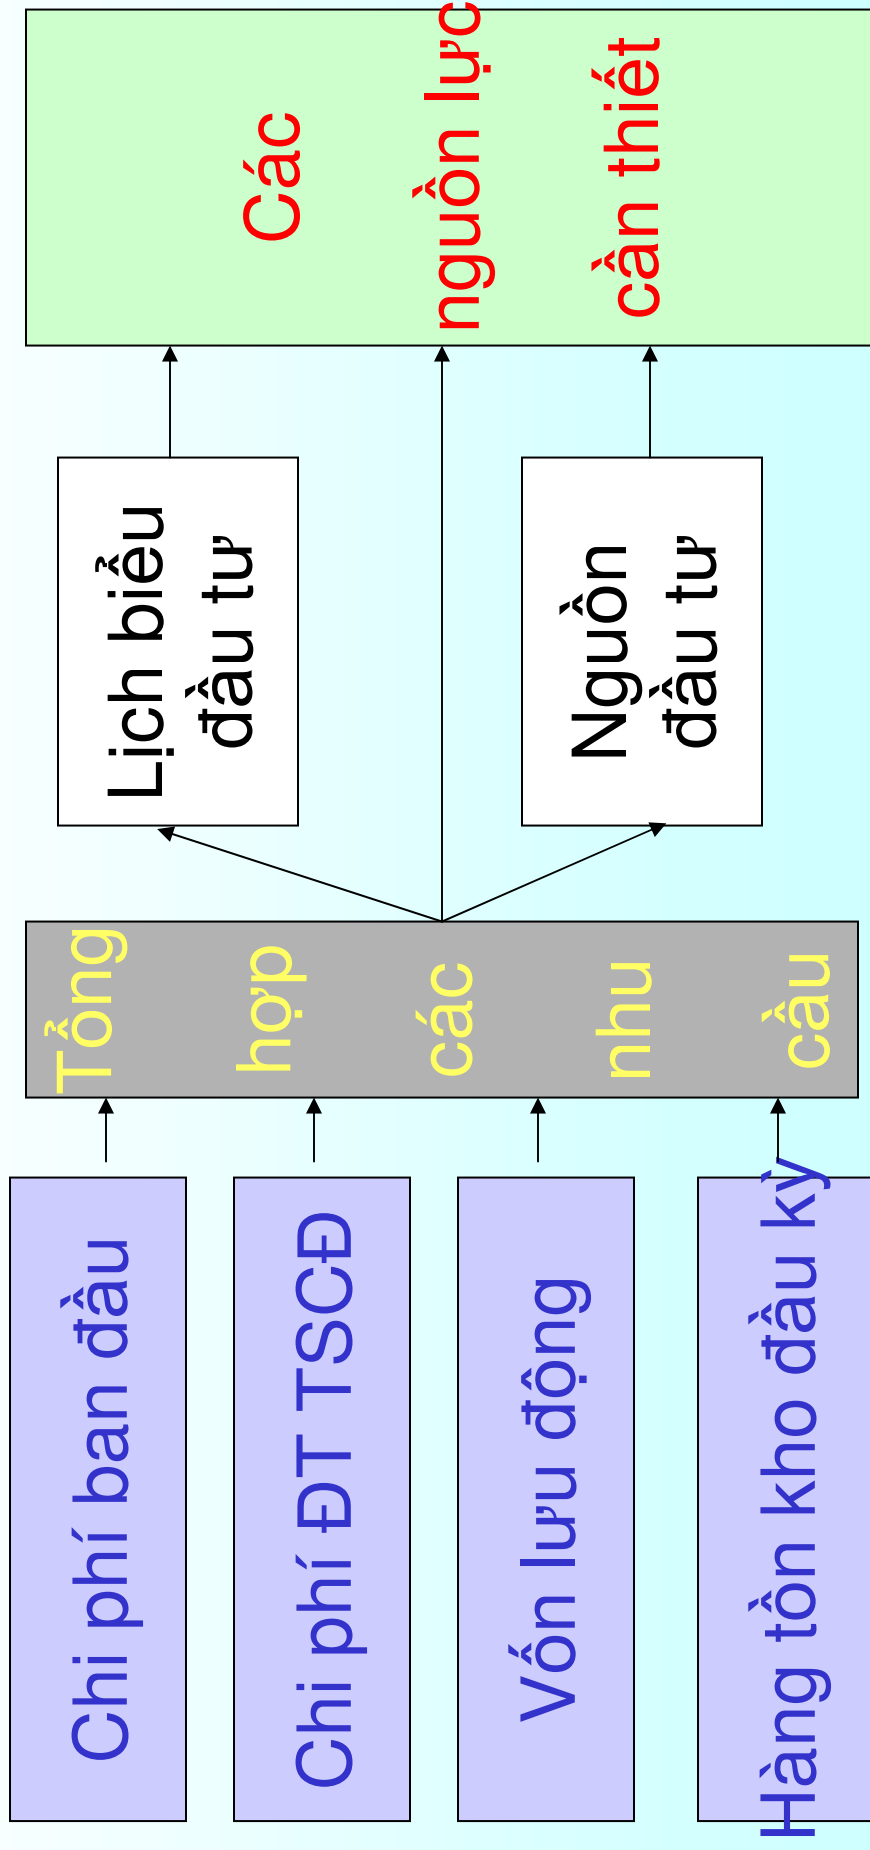 Chi phí ban đầu
Chi phí ĐT TSCĐ
Vốn lưu động
Hàng tồn kho đầu kỳ
Tổng
hợp
các
nhu
cầu
Lịch biểu
đầu tư
Nguồn
đầu tư
Các
nguồn lực
cần thiết